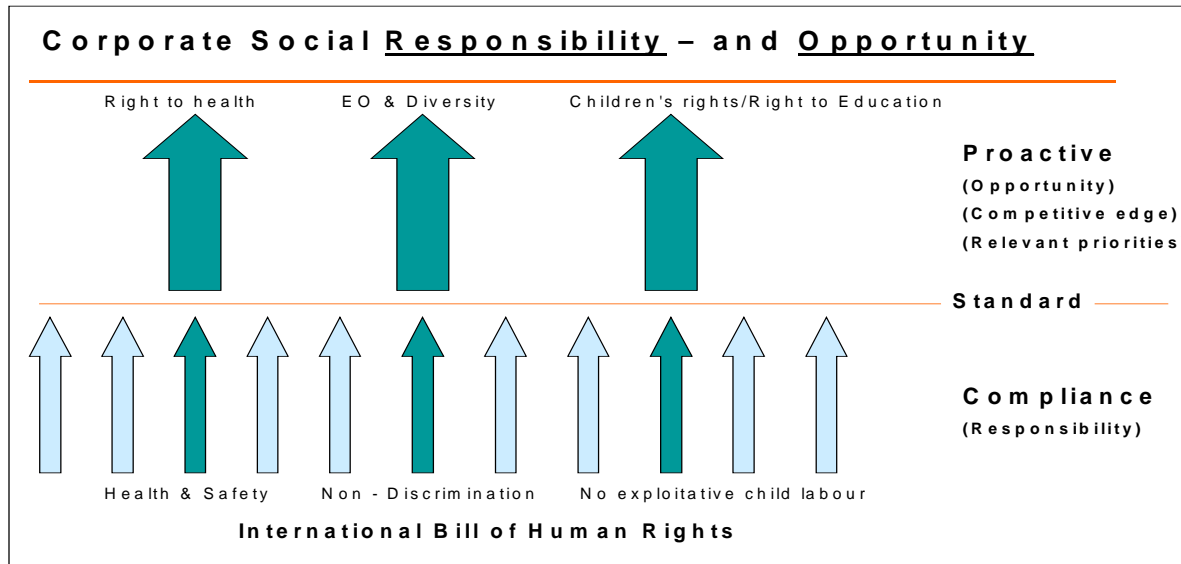 Corporate Social Responsibility – and Opportunity
Right to health
EO & Diversity
Children's rights/Right to Education
Proactive
(Opportunity)
(Competitive edge)
(Relevant priorities
Standard
Compliance
(Responsibility)
Health & Safety
Non - Discrimination
No exploitative child labour
International Bill of Human Rights